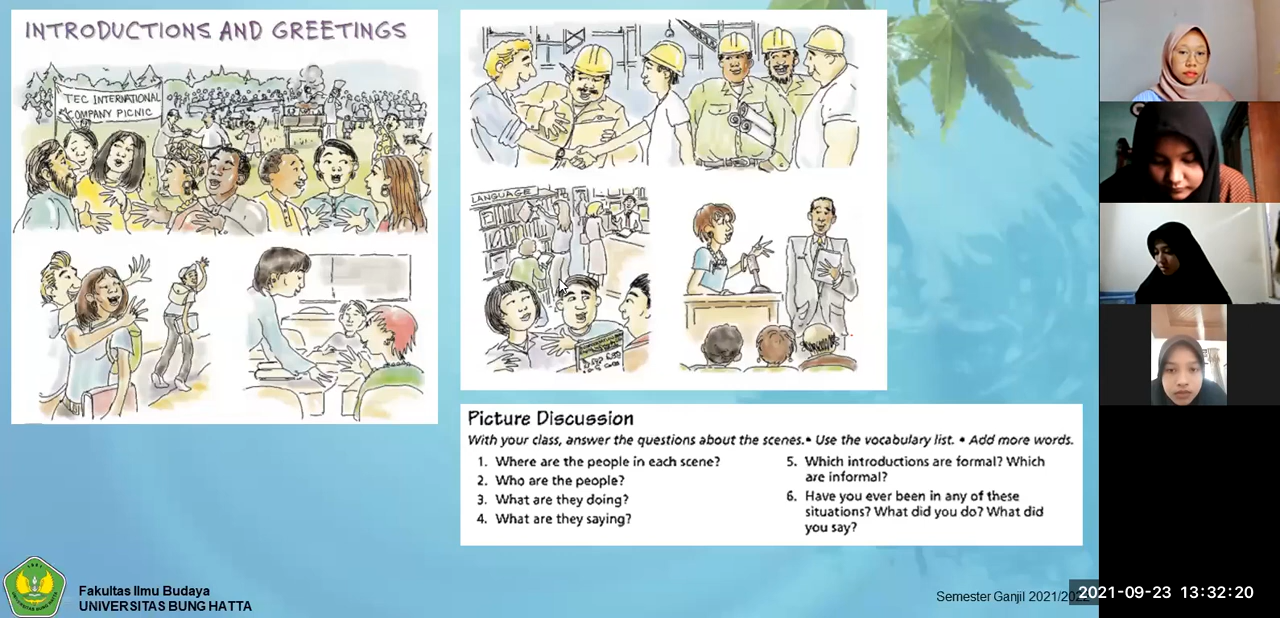 INTRODUCTIONS AND GREETINGS
TEC INTERNATIONAL
COMPANY PICNIC
LANGUAGE
Picture Discussion
With your class, answer the questions about the scenes. • Use the vocabulary list. • Add more words.
1. Where are the people in each scene?
2. Who are the people?
3. What are they doing?
4. What are they saying?
5. Which introductions are formal? Which
are informal?
6. Have you ever been in any of these
situations? What did you do? What did
you say?
Fakultas Ilmu Budaya
UNIVERSITAS BUNG HATTA
Semester Ganjil 2021/
2021-09-23 13:32:20